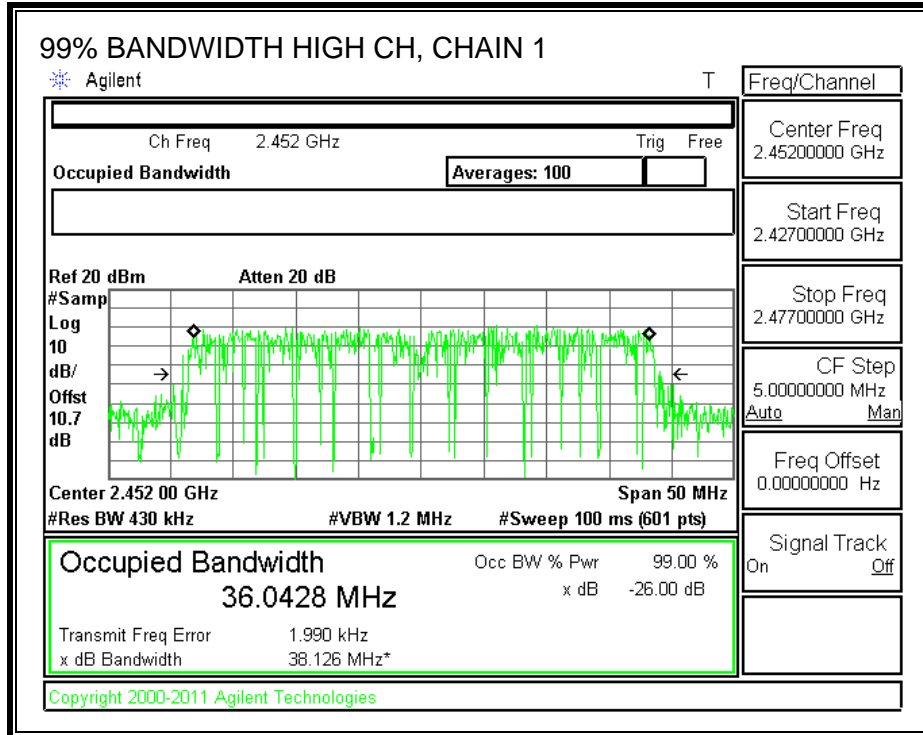 99% BANDWIDTH HIGH CH, CHAIN 1
Agilent T
Freq/Channel
Ch Freq 2.452 GHz Trig Free
Occupied Bandwidth Averages: 100
Center Freq
2.45200000 GHz
Start Freq
2.42700000 GHz
Stop Freq
2.47700000 GHz
CF Step
5.00000000 MHz
Auto Man
Freq Offset
0.00000000 Hz
Signal Track
On Off
Ref 20 dBm Atten 20 dB
#Samp
Log
10
dB/
Offst
10.7
dB
Center 2.452 00 GHz Span 50 MHz
#Res BW 430 kHz #VBW 1.2 MHz #Sweep 100 ms (601 pts)
Occupied Bandwidth Occ BW % Pwr 99.00 %
36.0428 MHz x dB -26.00 dB
Transmit Freq Error 1.990 kHz
x dB Bandwidth 38.126 MHz*
Copyright 2000-2011 Agilent Technologies